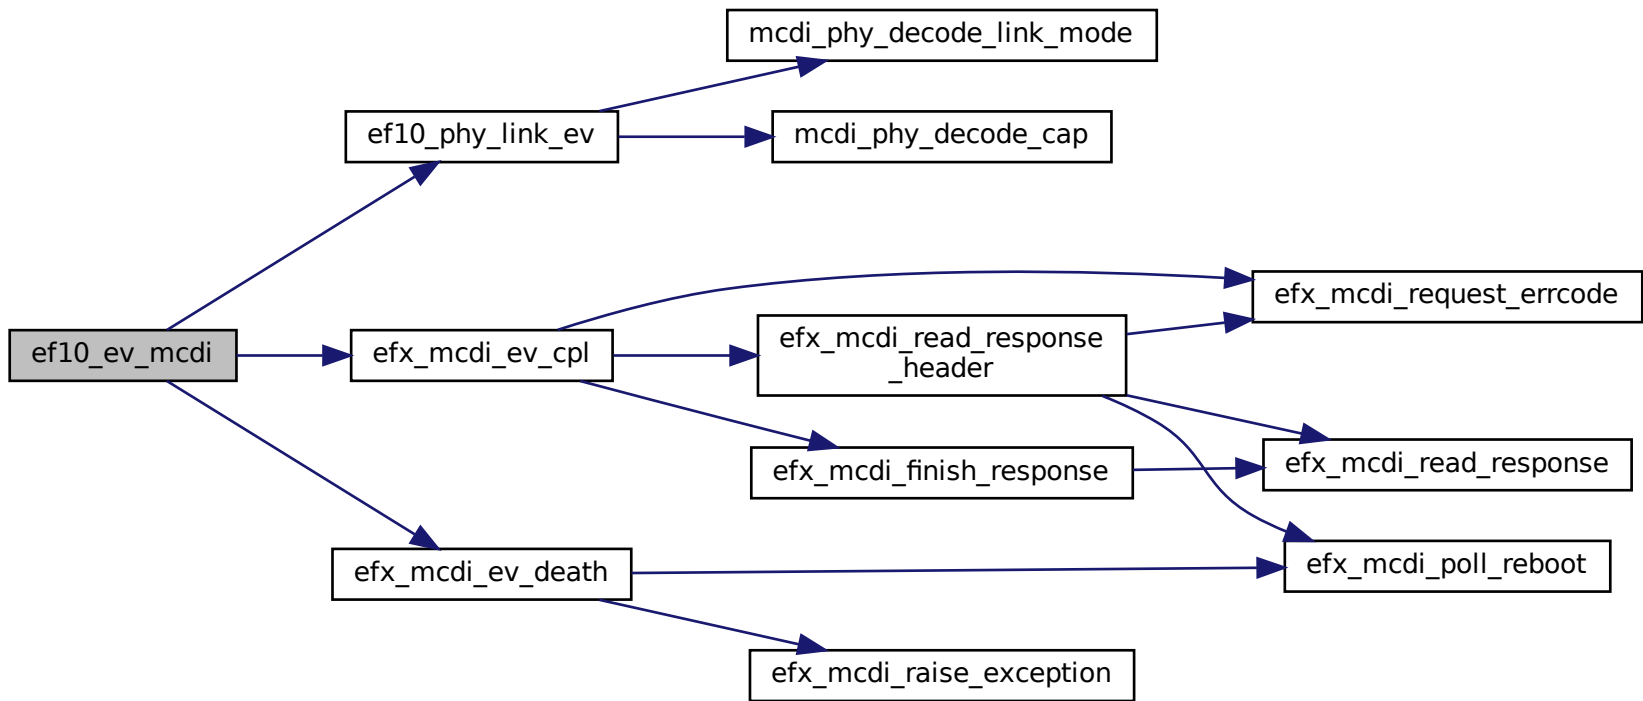 mcdi_phy_decode_link_mode
ef10_phy_link_ev
mcdi_phy_decode_cap
efx_mcdi_request_errcode
ef10_ev_mcdi
efx_mcdi_ev_cpl
efx_mcdi_read_response
_header
efx_mcdi_finish_response
efx_mcdi_read_response
efx_mcdi_ev_death
efx_mcdi_poll_reboot
efx_mcdi_raise_exception